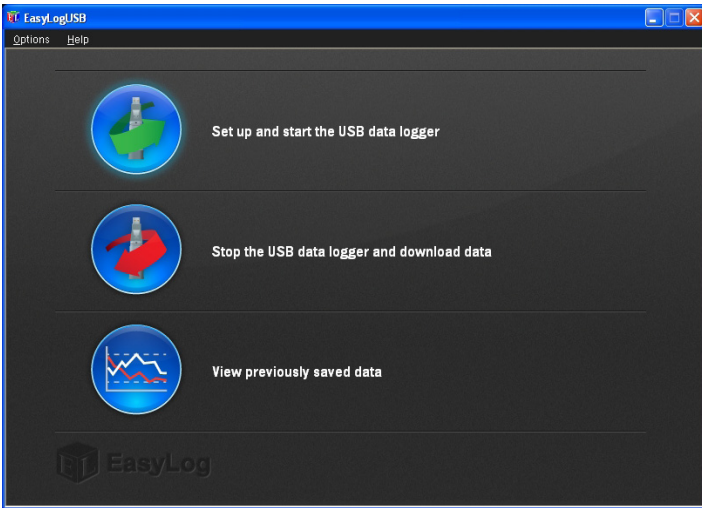 EasyLogUSB
Options Help
Set up and start the USB data logger
Stop the USB data logger and download data
View previously saved data
EasyLog